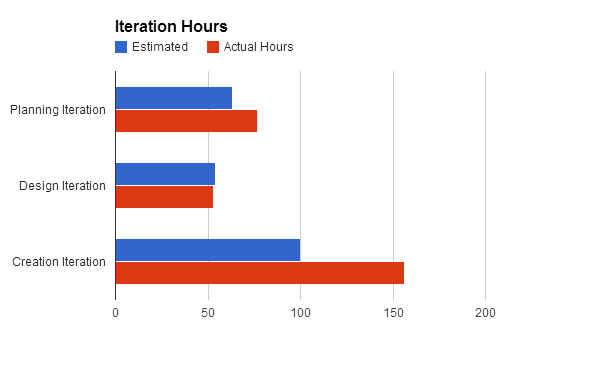 Iteration Hours
Estimated Actual Hours
Planning Iteration
Design Iteration
Creation Iteration
0 50 100 150 200